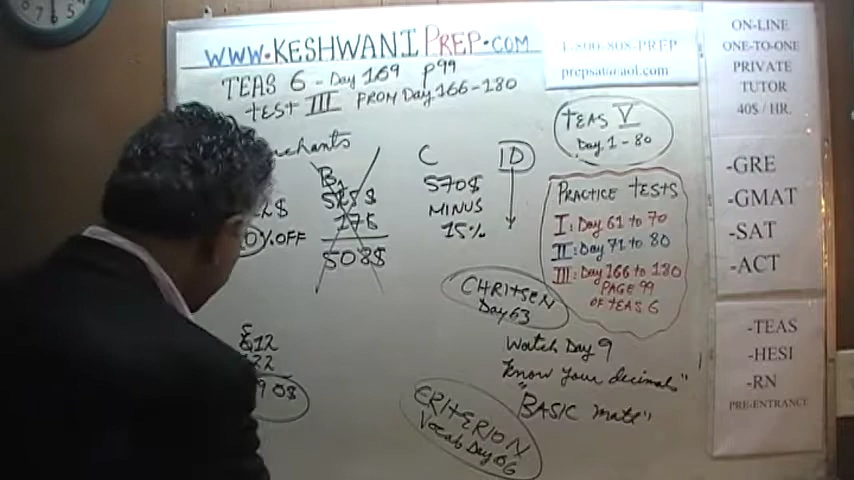 WWW.KESHWANIPREP.COM
1-800-808-PREP
prepsat@aol.com
TEAS 6 - Day 169 P99
test III FROM Day 166-180
TEAS V
Day 1-80
B
C
D
570$
MINUS
15%
%OFF
508$
PRACTICE TESTS
I: Day 61 to 70
II: Day 71 to 80
III: Day 166 to 180
PAGE 99
OF TEAS 6
CHRITSEN
Day 63
Watch Day 9
"Know your decimals"
"BASIC math"
CRITERION
Vocab Day 66
ON-LINE
ONE-TO-ONE
PRIVATE
TUTOR
40$ / HR.
-GRE
-GMAT
-SAT
-ACT
-TEAS
-HESI
-RN
PRE-ENTRANCE
7 6 5